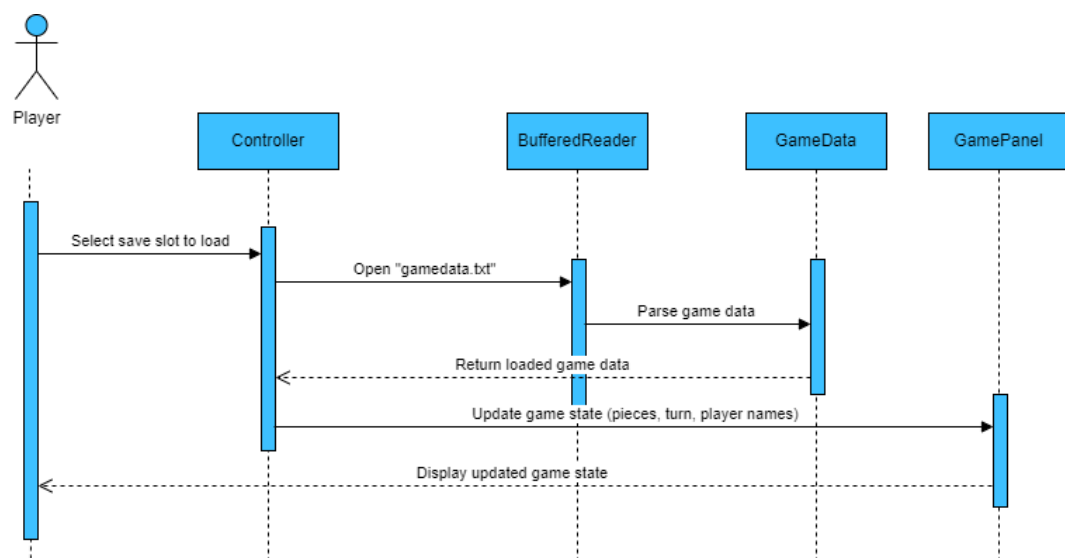 Player
Controller
BufferedReader
GameData
GamePanel
Select save slot to load
Open "gamedata.txt"
Parse game data
Return loaded game data
Update game state (pieces, turn, player names)
Display updated game state